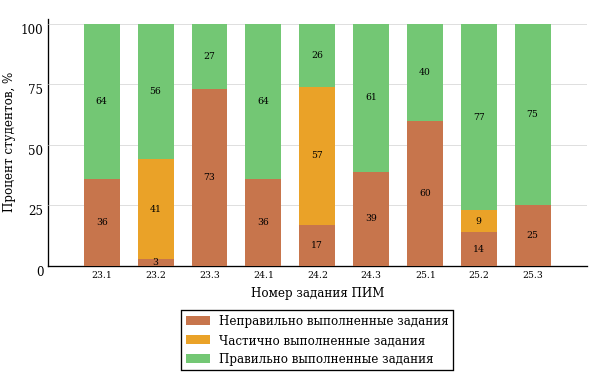 Процент студентов, %
100
75
50
25
0
64 56 27 64 26 61 40 77 75
41 57 9
36 3 73 36 17 39 60 14 25
23.1 23.2 23.3 24.1 24.2 24.3 25.1 25.2 25.3
Номер задания ПИМ
Неправильно выполненные задания
Частично выполненные задания
Правильно выполненные задания